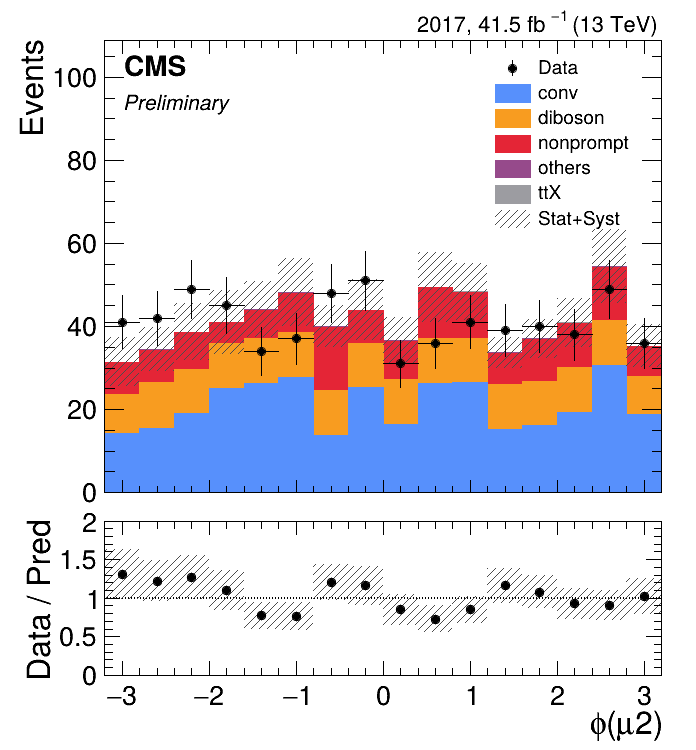 2017, 41.5 fb⁻¹ (13 TeV)
CMS
Preliminary
Data
conv
diboson
nonprompt
others
ttX
Stat+Syst
Events
100
80
60
40
20
0
Data / Pred
2
1.5
1
0.5
0
−3 −2 −1 0 1 2 3
ϕ(μ2)